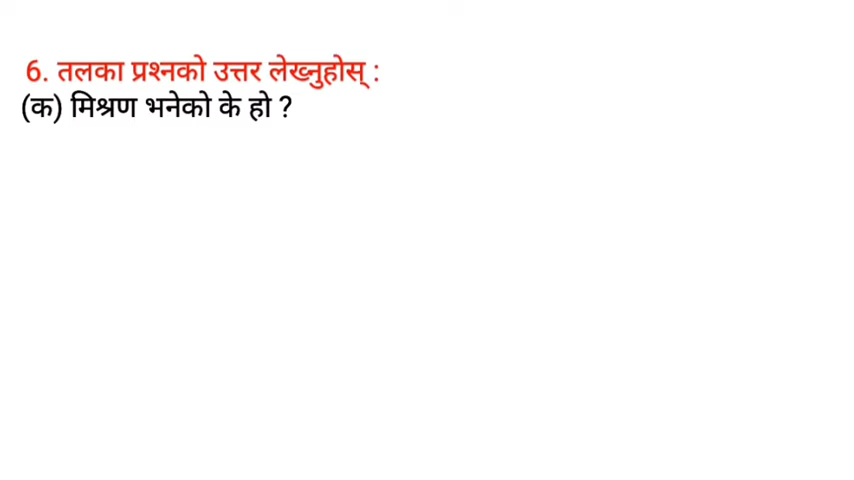 6. तलका प्रश्नको उत्तर लेख्नुहोस् :
(क) मिश्रण भनेको के हो ?